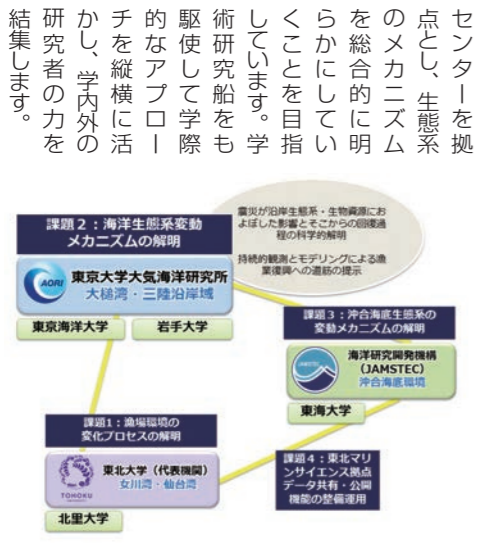 センターを拠
点とし、生態系
のメカニズム
を総合的に明
らかにしてい
くことを目指
しています。学
術研究船をも
駆使して学際
的なアプロー
チを縦横に活
かし、学内外の
研究者の力を
結集します。
震災が沿岸生態系・生物資源にお
よぼした影響とそこからの回復過
程の科学的解明
持続的観測とモデリングによる漁
業復興への道筋の提示
課題2：海洋生態系変動
メカニズムの解明
AORI
東京大学大気海洋研究所
大槌湾・三陸沿岸域
東京海洋大学
岩手大学
課題3：沖合海底生態系の
変動メカニズムの解明
JAMSTEC
海洋研究開発機構
(JAMSTEC)
沖合海底環境
東海大学
課題1：漁場環境の
変化プロセスの解明
TOHOKU
東北大学（代表機関）
女川湾・仙台湾
北里大学
課題4：東北マリ
ンサイエンス拠点
データ共有・公開
機能の整備運用